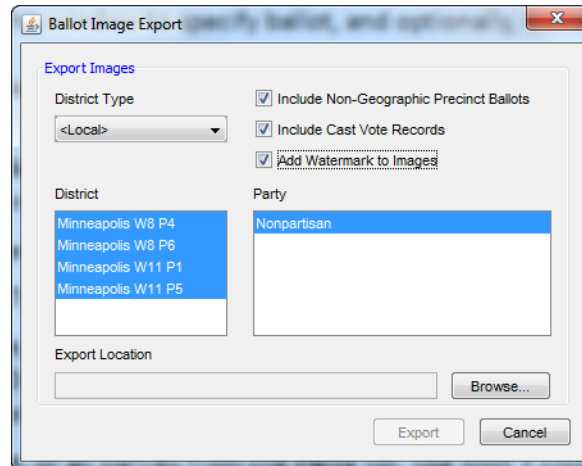 Ballot Image Export
Export Images
District Type
<Local>
Include Non-Geographic Precinct Ballots
Include Cast Vote Records
Add Watermark to Images
District
Minneapolis W8 P4
Minneapolis W8 P6
Minneapolis W11 P1
Minneapolis W11 P5
Party
Nonpartisan
Export Location
Browse...
Export
Cancel